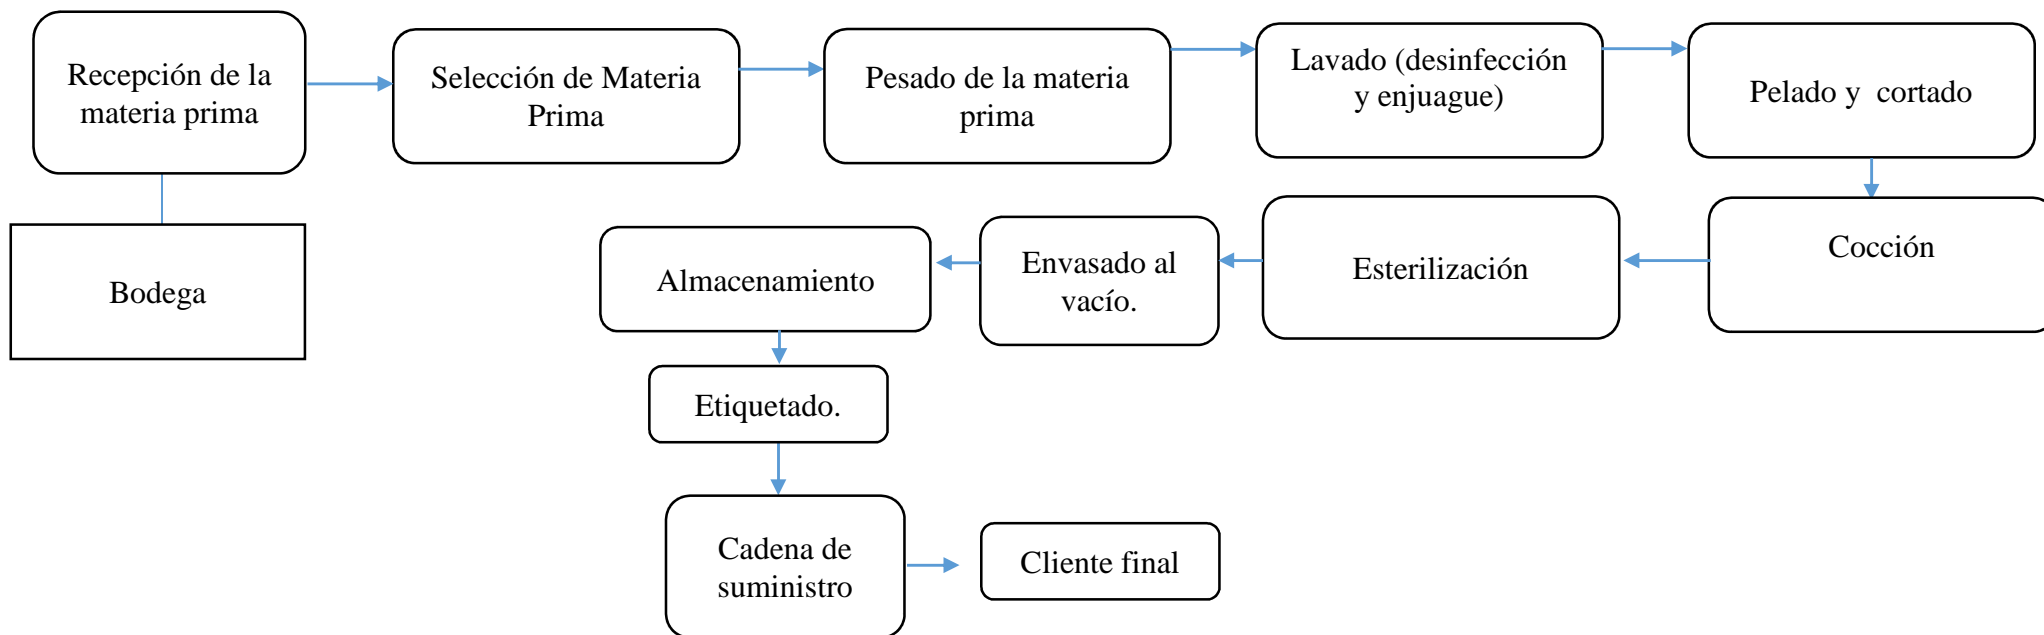 Recepción de la
materia prima
Selección de Materia
Prima
Pesado de la materia
prima
Lavado (desinfección
y enjuague)
Pelado y  cortado
Bodega
Almacenamiento
Envasado al
vacío.
Esterilización
Cocción
Etiquetado.
Cadena de
suministro
Cliente final